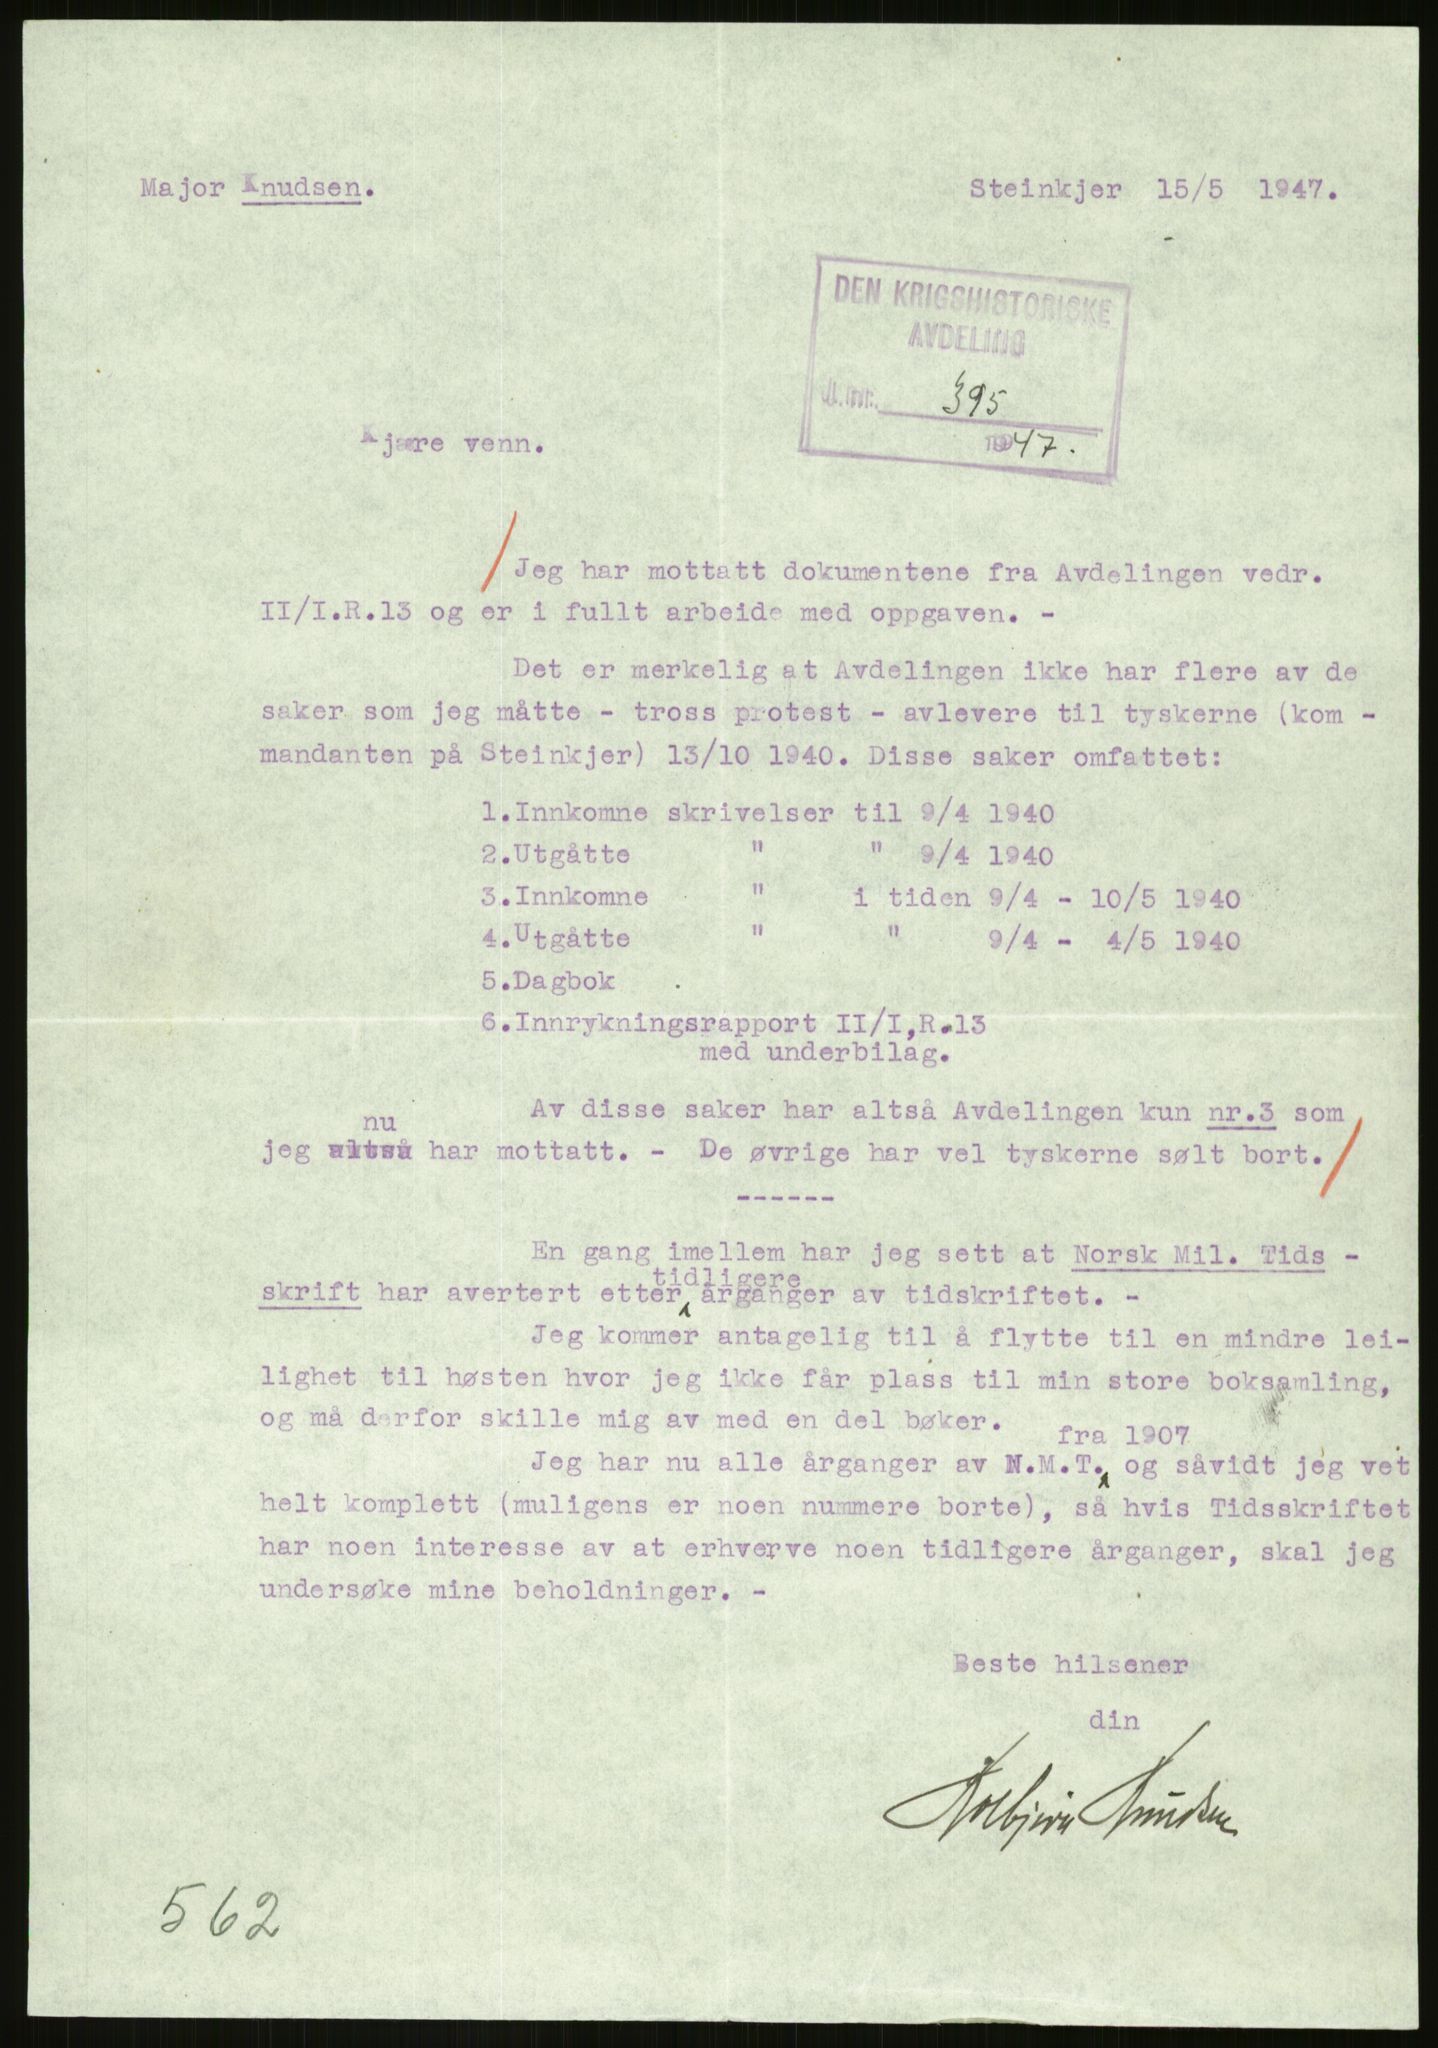 Major Knudsen.
Steinkjer 15/5 1947.
DEN KRIGSHISTORISKE
AVDELING
J.nr. 395
1947.
Kjære venn.
Jeg har mottatt dokumentene fra Avdelingen vedr.
II/I.R.13 og er i fullt arbeide med oppgaven. -
Det er merkelig at Avdelingen ikke har flere av de
saker som jeg måtte - tross protest - avlevere til tyskerne (kom -
mandanten på Steinkjer) 13/10 1940. Disse saker omfattet:
1.Innkomne skrivelser til 9/4 1940
2.Utgåtte " " 9/4 1940
3.Innkomne " i tiden 9/4 - 10/5 1940
4.Utgåtte " " 9/4 - 4/5 1940
5.Dagbok
6.Innrykningsrapport II/I,R.13
med underbilag.
Av disse saker har altså Avdelingen kun nr.3 som
nu
jeg altså har mottatt. - De øvrige har vel tyskerne sølt bort.
------
En gang imellem har jeg sett at Norsk Mil. Tids -
tidligere
skrift har avertert etter årganger av tidskriftet. -
Jeg kommer antagelig til å flytte til en mindre lei-
lighet til høsten hvor jeg ikke får plass til min store boksamling,
og må derfor skille mig av med en del bøker.
fra 1907
Jeg har nu alle årganger av N.M.T. og såvidt jeg vet
helt komplett (muligens er noen nummere borte), så hvis Tidsskriftet
har noen interesse av at erhverve noen tidligere årganger, skal jeg
undersøke mine beholdninger. -
Beste hilsener
din
Kolbjørn Knudsen
562